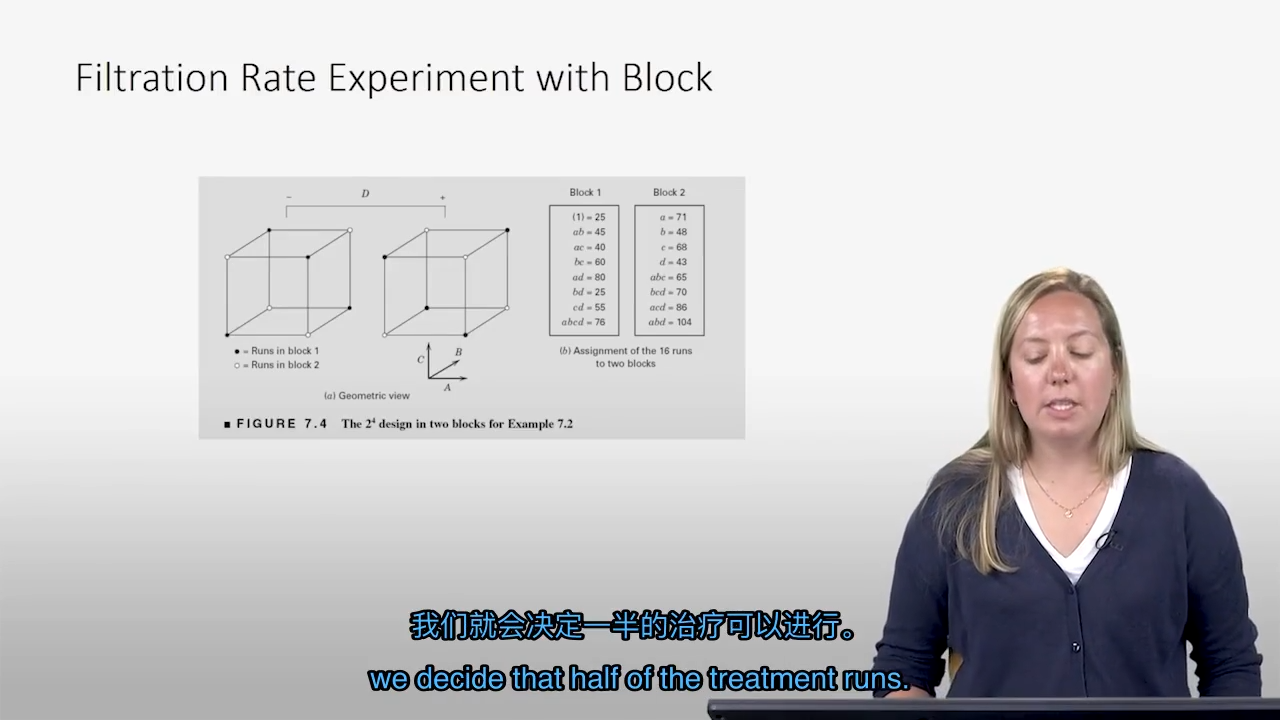 Filtration Rate Experiment with Block
D
− +
C
B
A
● = Runs in block 1
○ = Runs in block 2
(a) Geometric view
Block 1
(1) = 25
ab = 45
ac = 40
bc = 60
ad = 80
bd = 25
cd = 55
abcd = 76
Block 2
a = 71
b = 48
c = 68
d = 43
abc = 65
bcd = 70
acd = 86
abd = 104
(b) Assignment of the 16 runs
to two blocks
■ FIGURE 7.4 The 2⁴ design in two blocks for Example 7.2
我们就会决定一半的治疗可以进行。
we decide that half of the treatment runs.